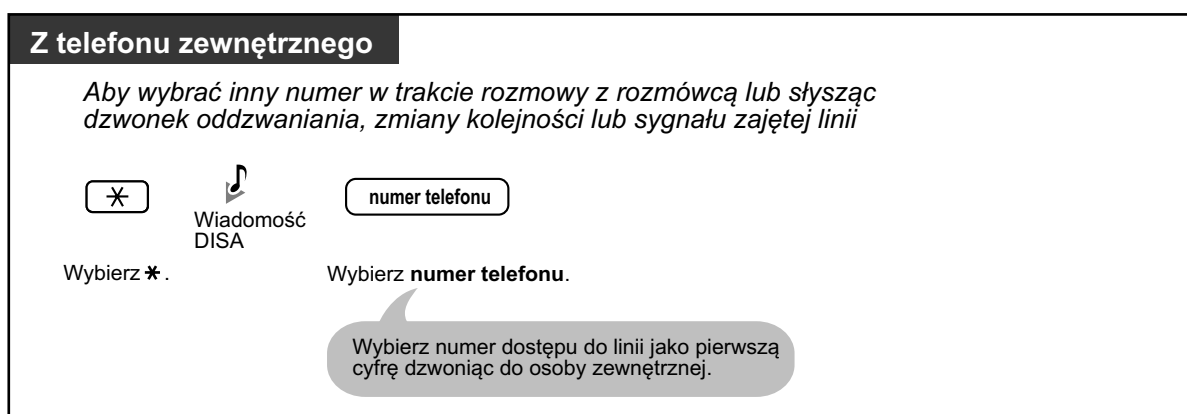 Z telefonu zewnętrznego
Aby wybrać inny numer w trakcie rozmowy z rozmówcą lub słysząc
dzwonek oddzwaniania, zmiany kolejności lub sygnału zajętej linii
numer telefonu
Wiadomość
DISA
Wybierz * .
Wybierz numer telefonu.
Wybierz numer dostępu do linii jako pierwszą
cyfrę dzwoniąc do osoby zewnętrznej.